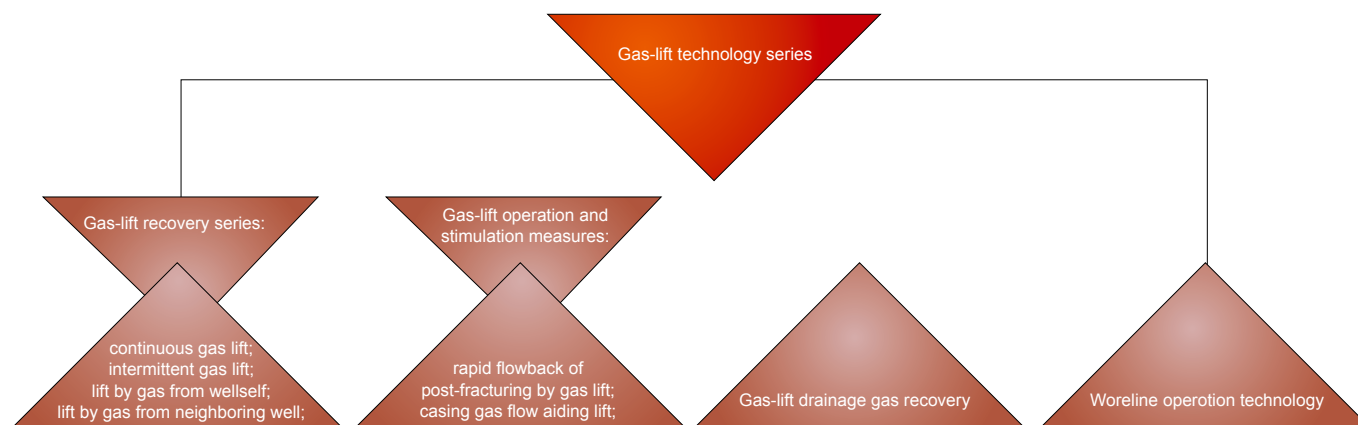 Gas-lift technology series
Gas-lift recovery series:
Gas-lift operation and
stimulation measures:
continuous gas lift;
intermittent gas lift;
lift by gas from wellself;
lift by gas from neighboring well;
rapid flowback of
post-fracturing by gas lift;
casing gas flow aiding lift;
Gas-lift drainage gas recovery
Woreline operotion technology